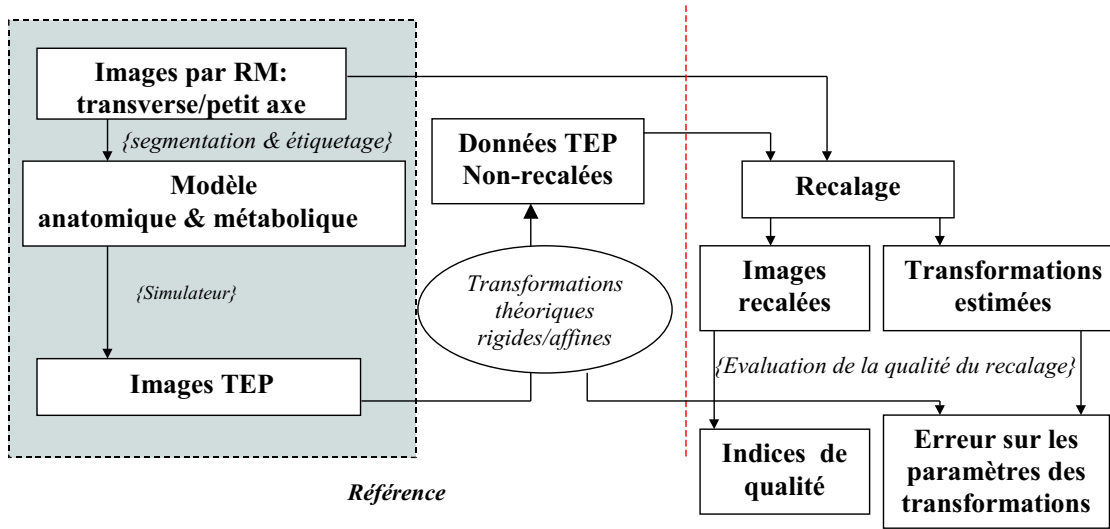 Images par RM:
transverse/petit axe
{segmentation & étiquetage}
Modèle
anatomique & métabolique
{Simulateur}
Images TEP
Référence
Données TEP
Non-recalées
Transformations
théoriques
rigides/affines
Recalage
Images
recalées
Transformations
estimées
{Evaluation de la qualité du recalage}
Indices de
qualité
Erreur sur les
paramètres des
transformations